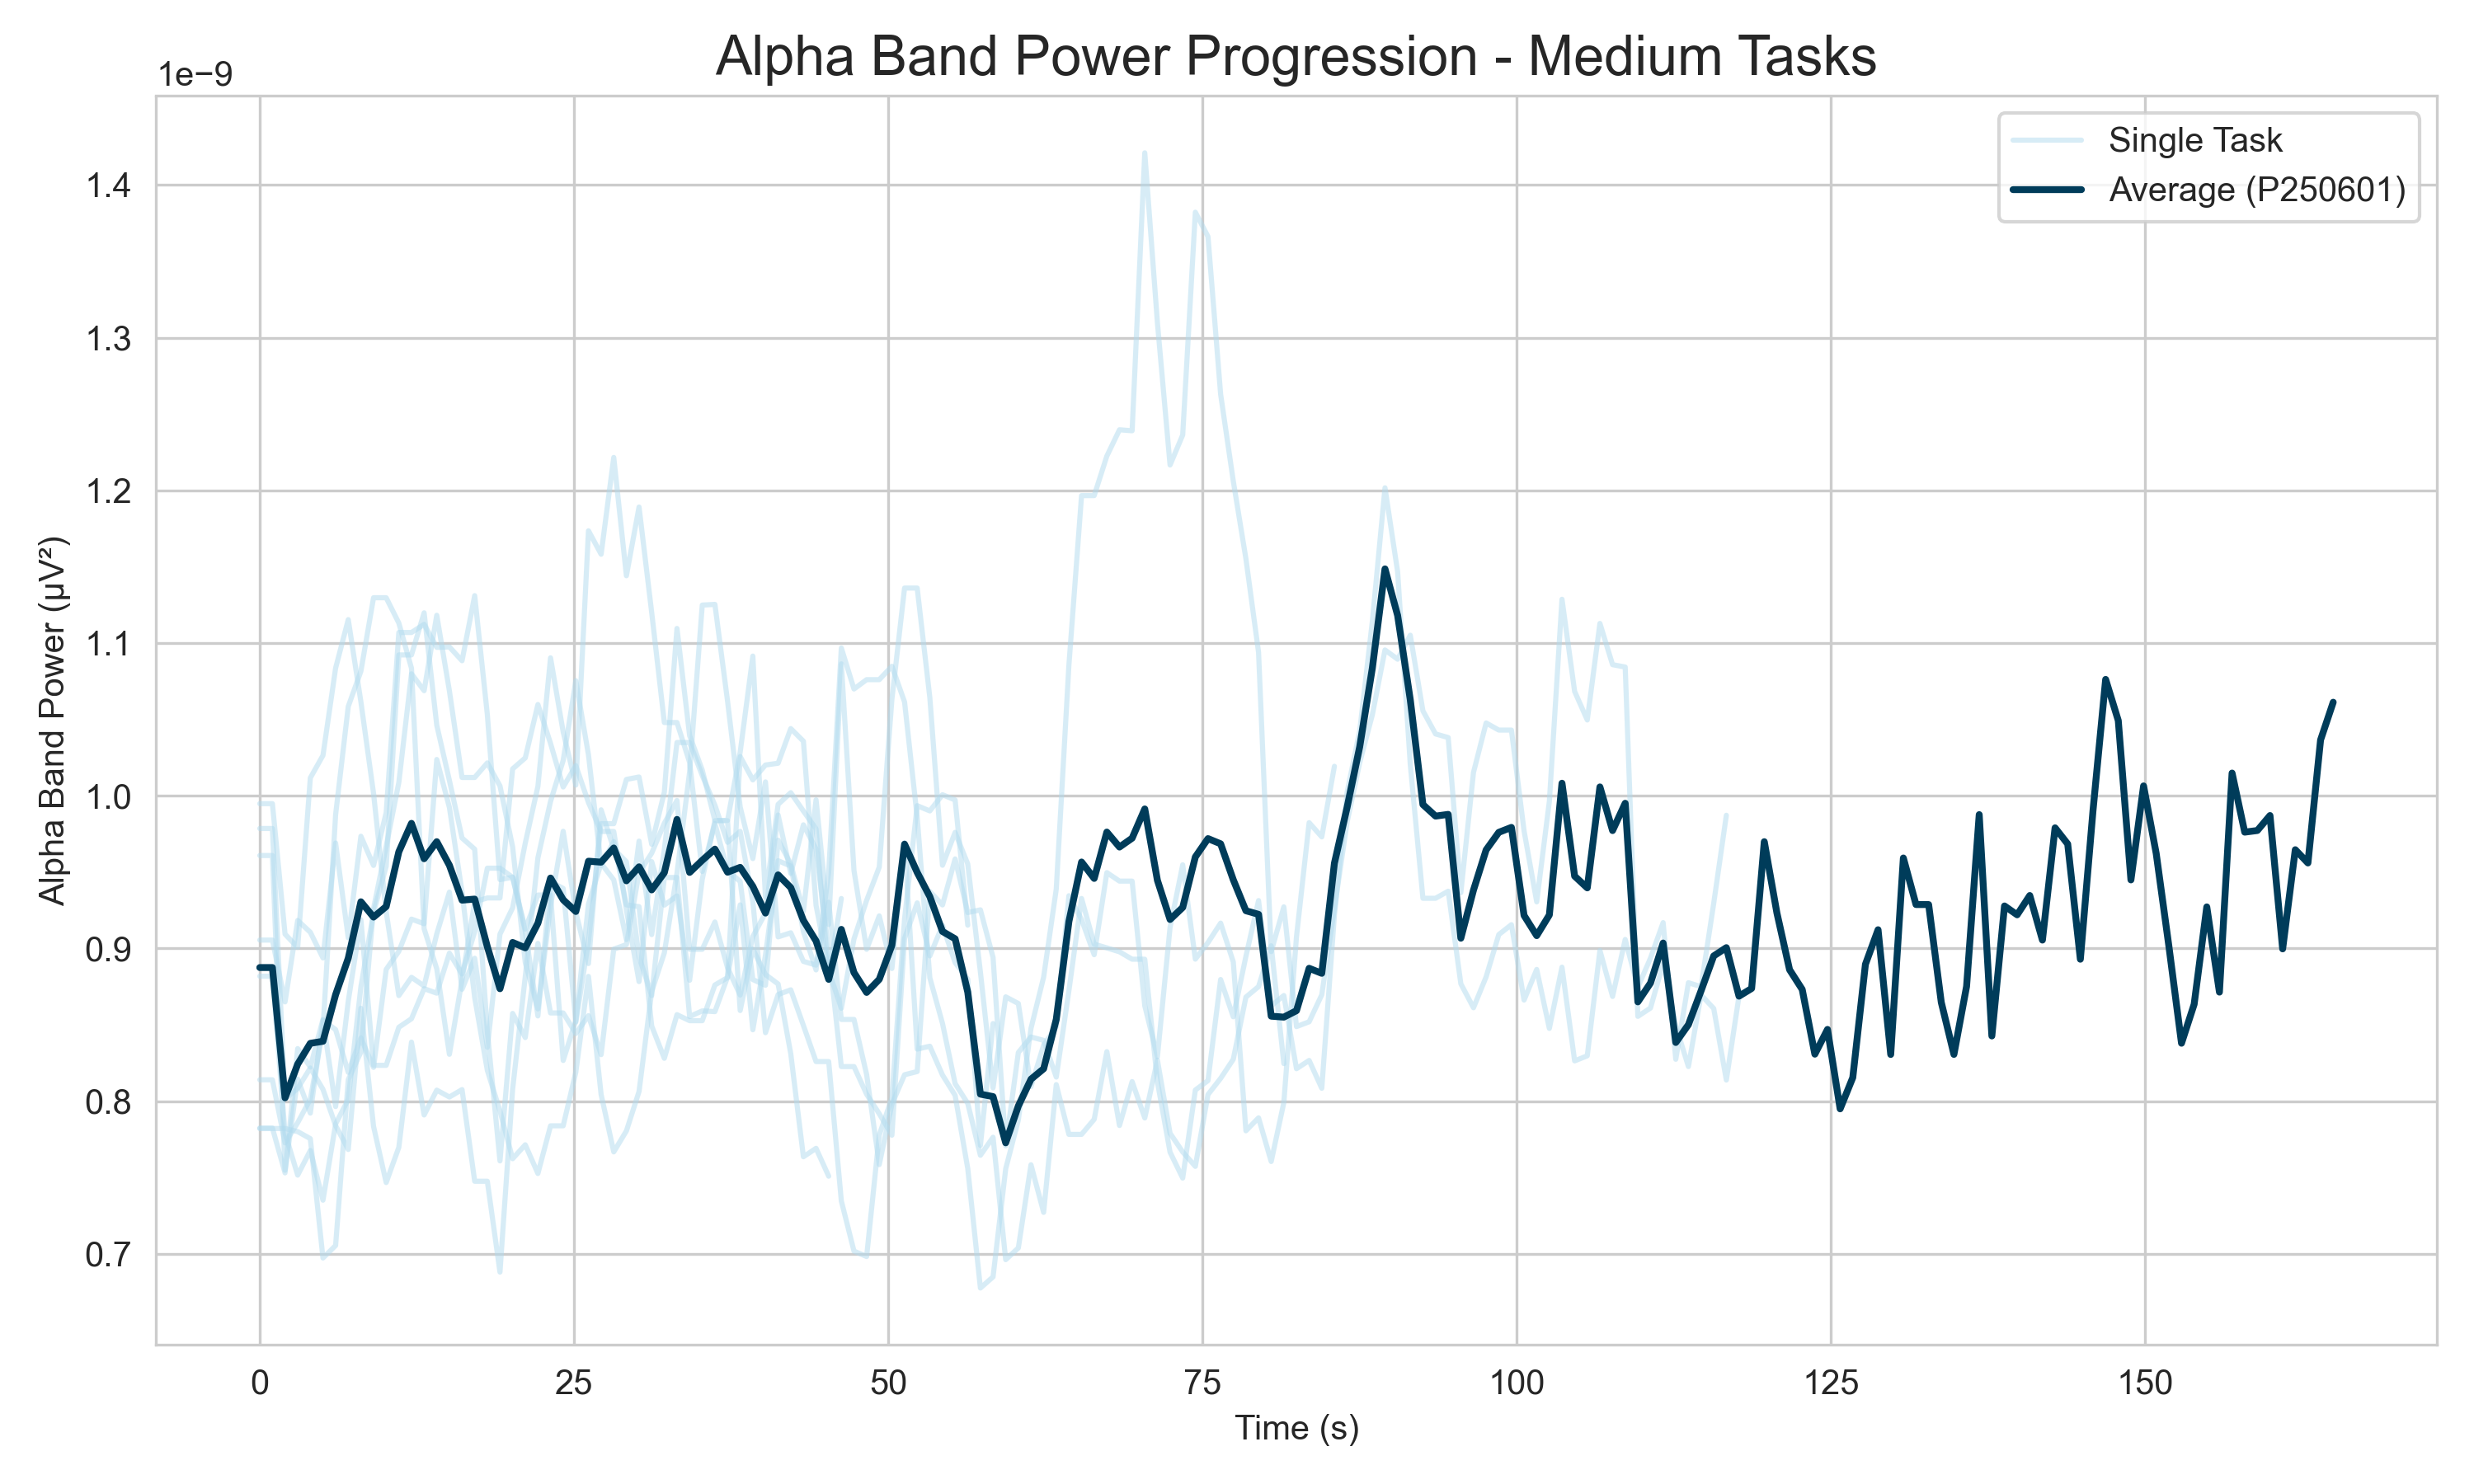 Alpha Band Power Progression - Medium Tasks
1e−9
Single Task
Average (P250601)
1.4
1.3
1.2
1.1
1.0
0.9
0.8
0.7
Alpha Band Power (µV²)
0 25 50 75 100 125 150
Time (s)